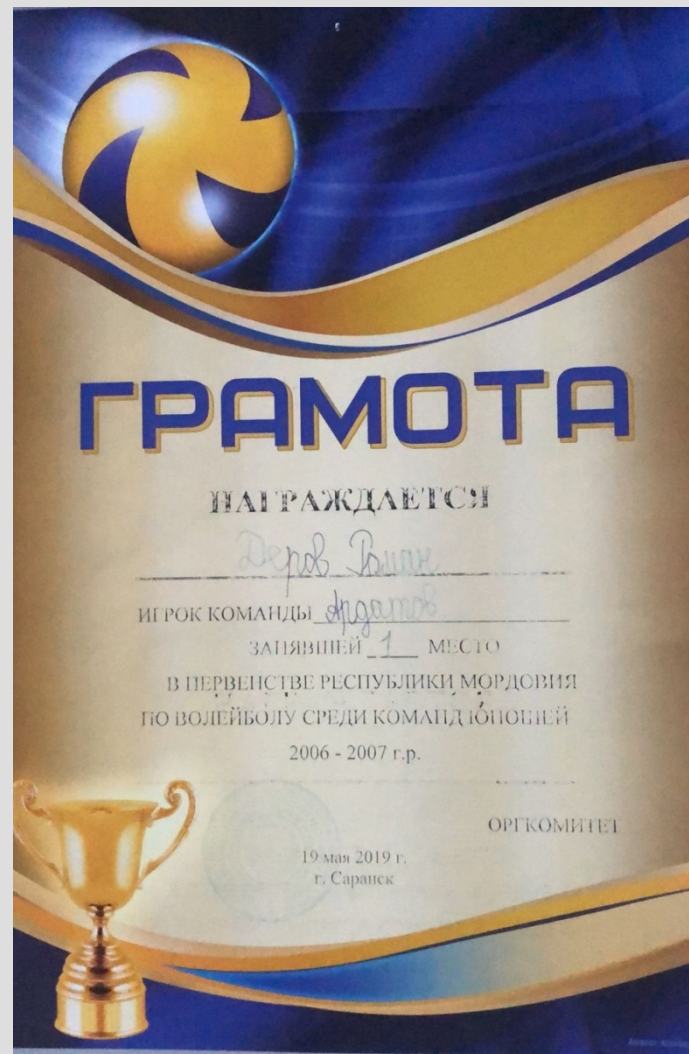 ГРАМОТА
НАГРАЖДАЕТСЯ
Деров Роман
ИГРОК КОМАНДЫ Ардатов
ЗАНЯВШЕЙ 1 МЕСТО
В ПЕРВЕНСТВЕ РЕСПУБЛИКИ МОРДОВИЯ
ПО ВОЛЕЙБОЛУ СРЕДИ КОМАНД ЮНОШЕЙ
2006 - 2007 г.р.
ОРГКОМИТЕТ
19 мая 2019 г.
г. Саранск